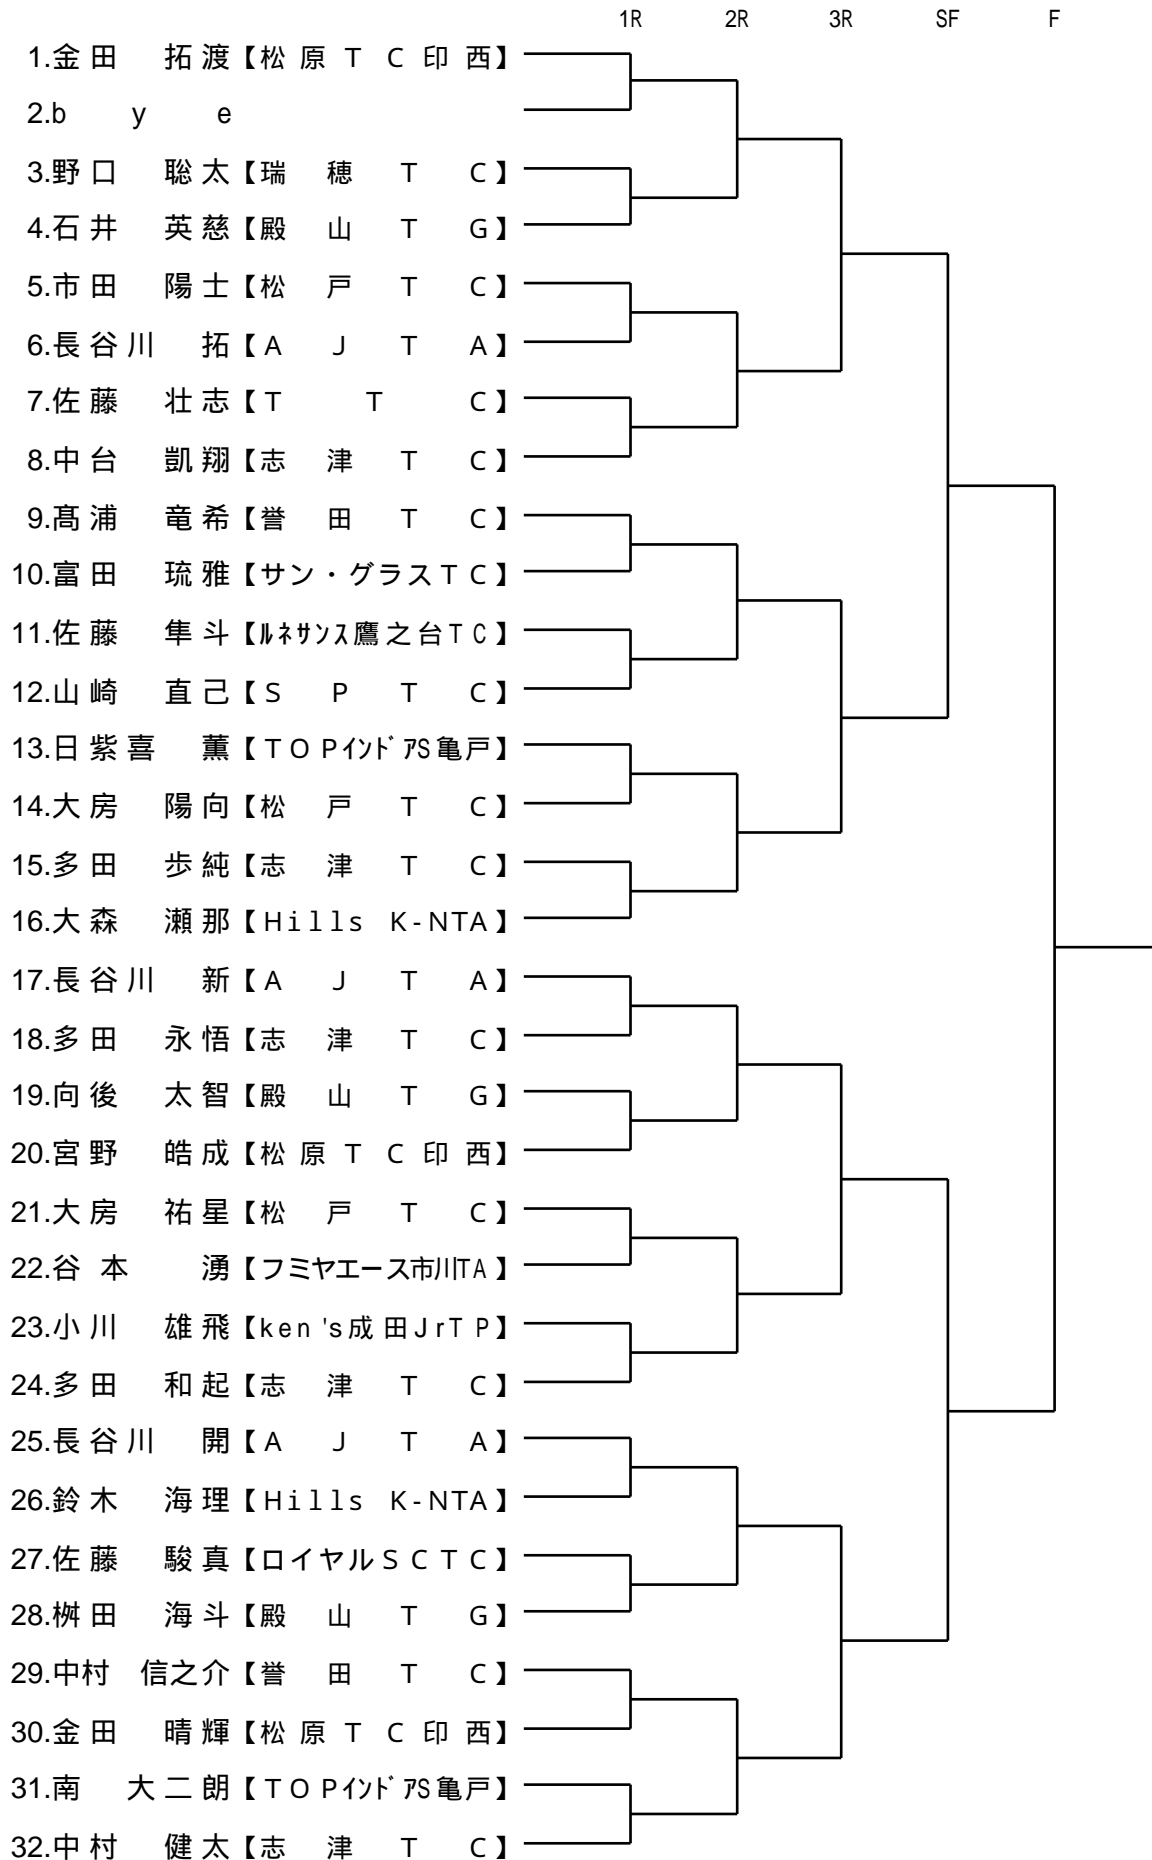 1R 2R 3R SF F
1.金田 拓渡【松原TC印西】
2.bye
3.野口 聡太【瑞穂TC】
4.石井 英慈【殿山TG】
5.市田 陽士【松戸TC】
6.長谷川 拓【AJTA】
7.佐藤 壮志【TTC】
8.中台 凱翔【志津TC】
9.髙浦 竜希【誉田TC】
10.富田 琉雅【サン・グラスTC】
11.佐藤 隼斗【ﾙﾈｻﾝｽ鷹之台TC】
12.山崎 直己【SPTC】
13.日紫喜 薫【TOPｲﾝﾄﾞｱS亀戸】
14.大房 陽向【松戸TC】
15.多田 歩純【志津TC】
16.大森 瀬那【Hills K-NTA】
17.長谷川 新【AJTA】
18.多田 永悟【志津TC】
19.向後 太智【殿山TG】
20.宮野 皓成【松原TC印西】
21.大房 祐星【松戸TC】
22.谷本 湧【フミヤエース市川TA】
23.小川 雄飛【ken's成田JrTP】
24.多田 和起【志津TC】
25.長谷川 開【AJTA】
26.鈴木 海理【Hills K-NTA】
27.佐藤 駿真【ロイヤルSCTC】
28.桝田 海斗【殿山TG】
29.中村 信之介【誉田TC】
30.金田 晴輝【松原TC印西】
31.南 大二朗【TOPｲﾝﾄﾞｱS亀戸】
32.中村 健太【志津TC】